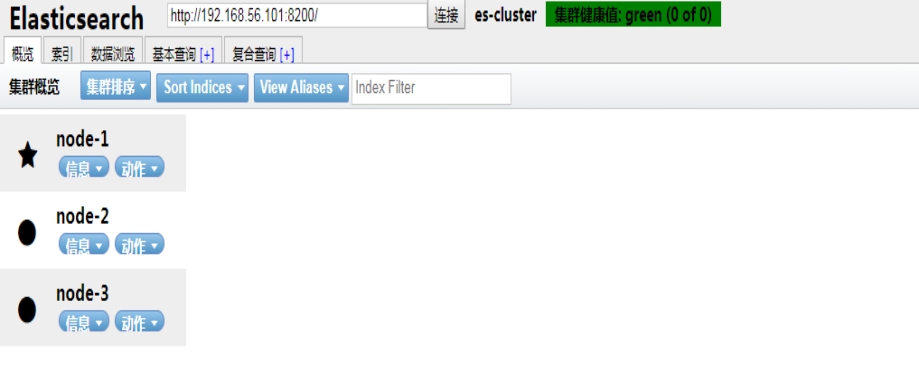 Elasticsearch http://192.168.56.101:8200/ 连接 es-cluster 集群健康值: green (0 of 0)
概览 索引 数据浏览 基本查询 [+] 复合查询 [+]
集群概览 集群排序 Sort Indices View Aliases Index Filter
node-1
信息 动作
node-2
信息 动作
node-3
信息 动作